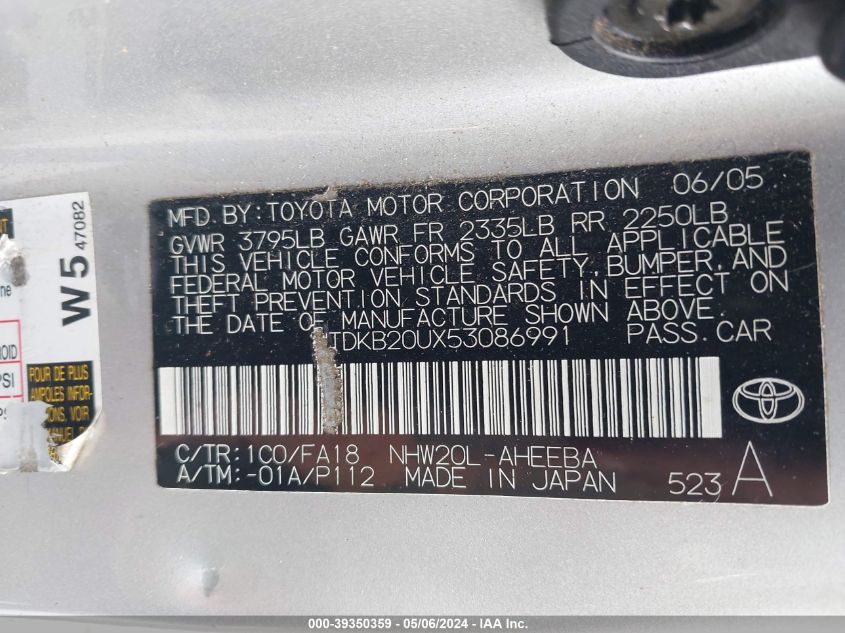 MFD. BY: TOYOTA MOTOR CORPORATION 06/05
GVWR 3795LB GAWR FR 2335LB RR 2250LB
THIS VEHICLE CONFORMS TO ALL APPLICABLE
FEDERAL MOTOR VEHICLE SAFETY, BUMPER, AND
THEFT PREVENTION STANDARDS IN EFFECT ON
THE DATE OF MANUFACTURE SHOWN ABOVE.
TDKB20UX53086991 PASS. CAR
C/TR: 1C0/FA18 NHW20L-AHEEBA
A/TM: -01A/P112 MADE IN JAPAN 523 A
W5 47082
POUR DE PLUS
AMPLES INFOR-
IONS. VOIR
000-39350359 — 05/06/2024 — IAA Inc.